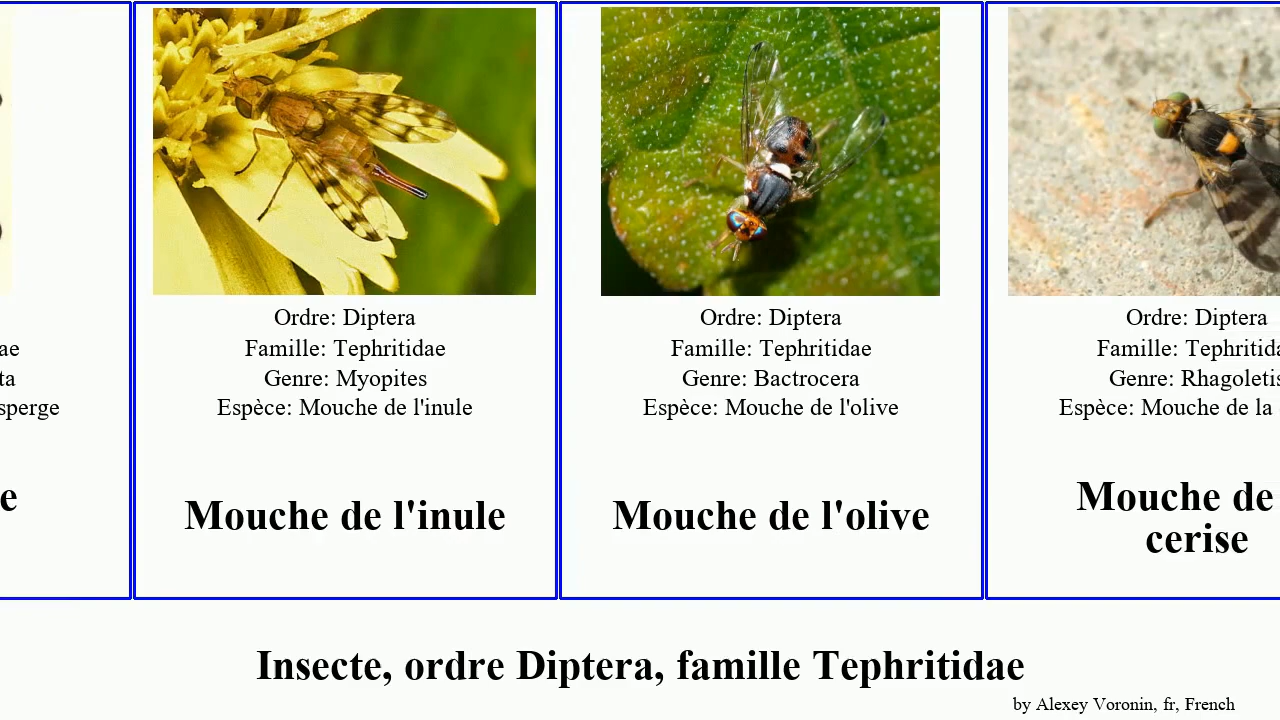 ae
ta
sperge
e
Ordre: Diptera
Famille: Tephritidae
Genre: Myopites
Espèce: Mouche de l'inule
Mouche de l'inule
Ordre: Diptera
Famille: Tephritidae
Genre: Bactrocera
Espèce: Mouche de l'olive
Mouche de l'olive
Ordre: Diptera
Famille: Tephritida
Genre: Rhagoletis
Espèce: Mouche de la
Mouche de
cerise
Insecte, ordre Diptera, famille Tephritidae
by Alexey Voronin, fr, French